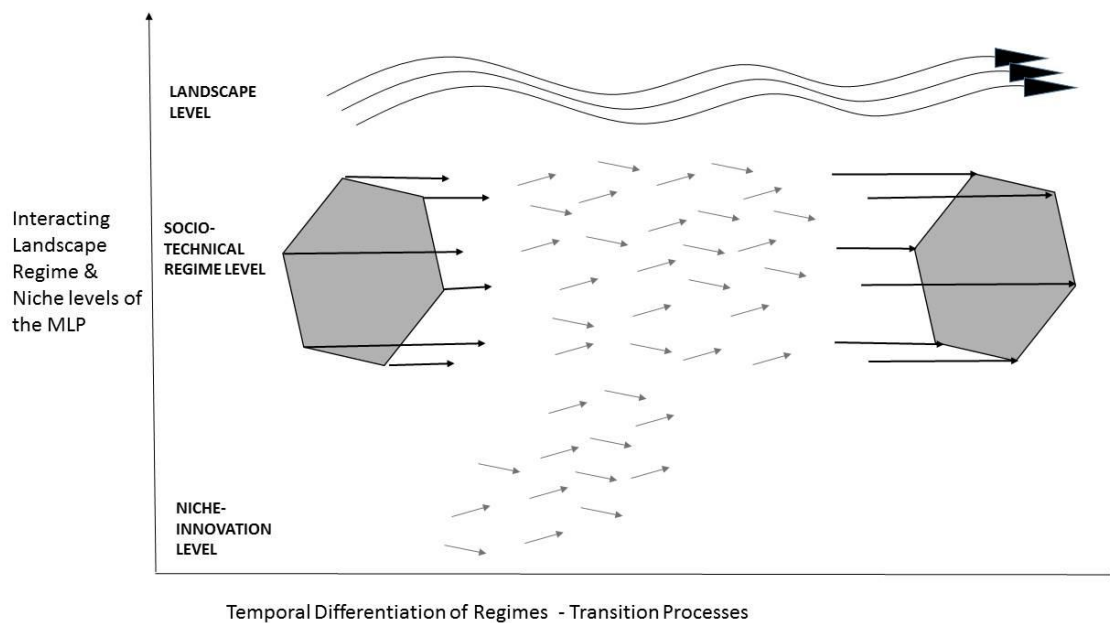 LANDSCAPE
LEVEL
Interacting
Landscape
Regime &
Niche levels of
the MLP
SOCIO-
TECHNICAL
REGIME LEVEL
NICHE-
INNOVATION
LEVEL
Temporal Differentiation of Regimes - Transition Processes